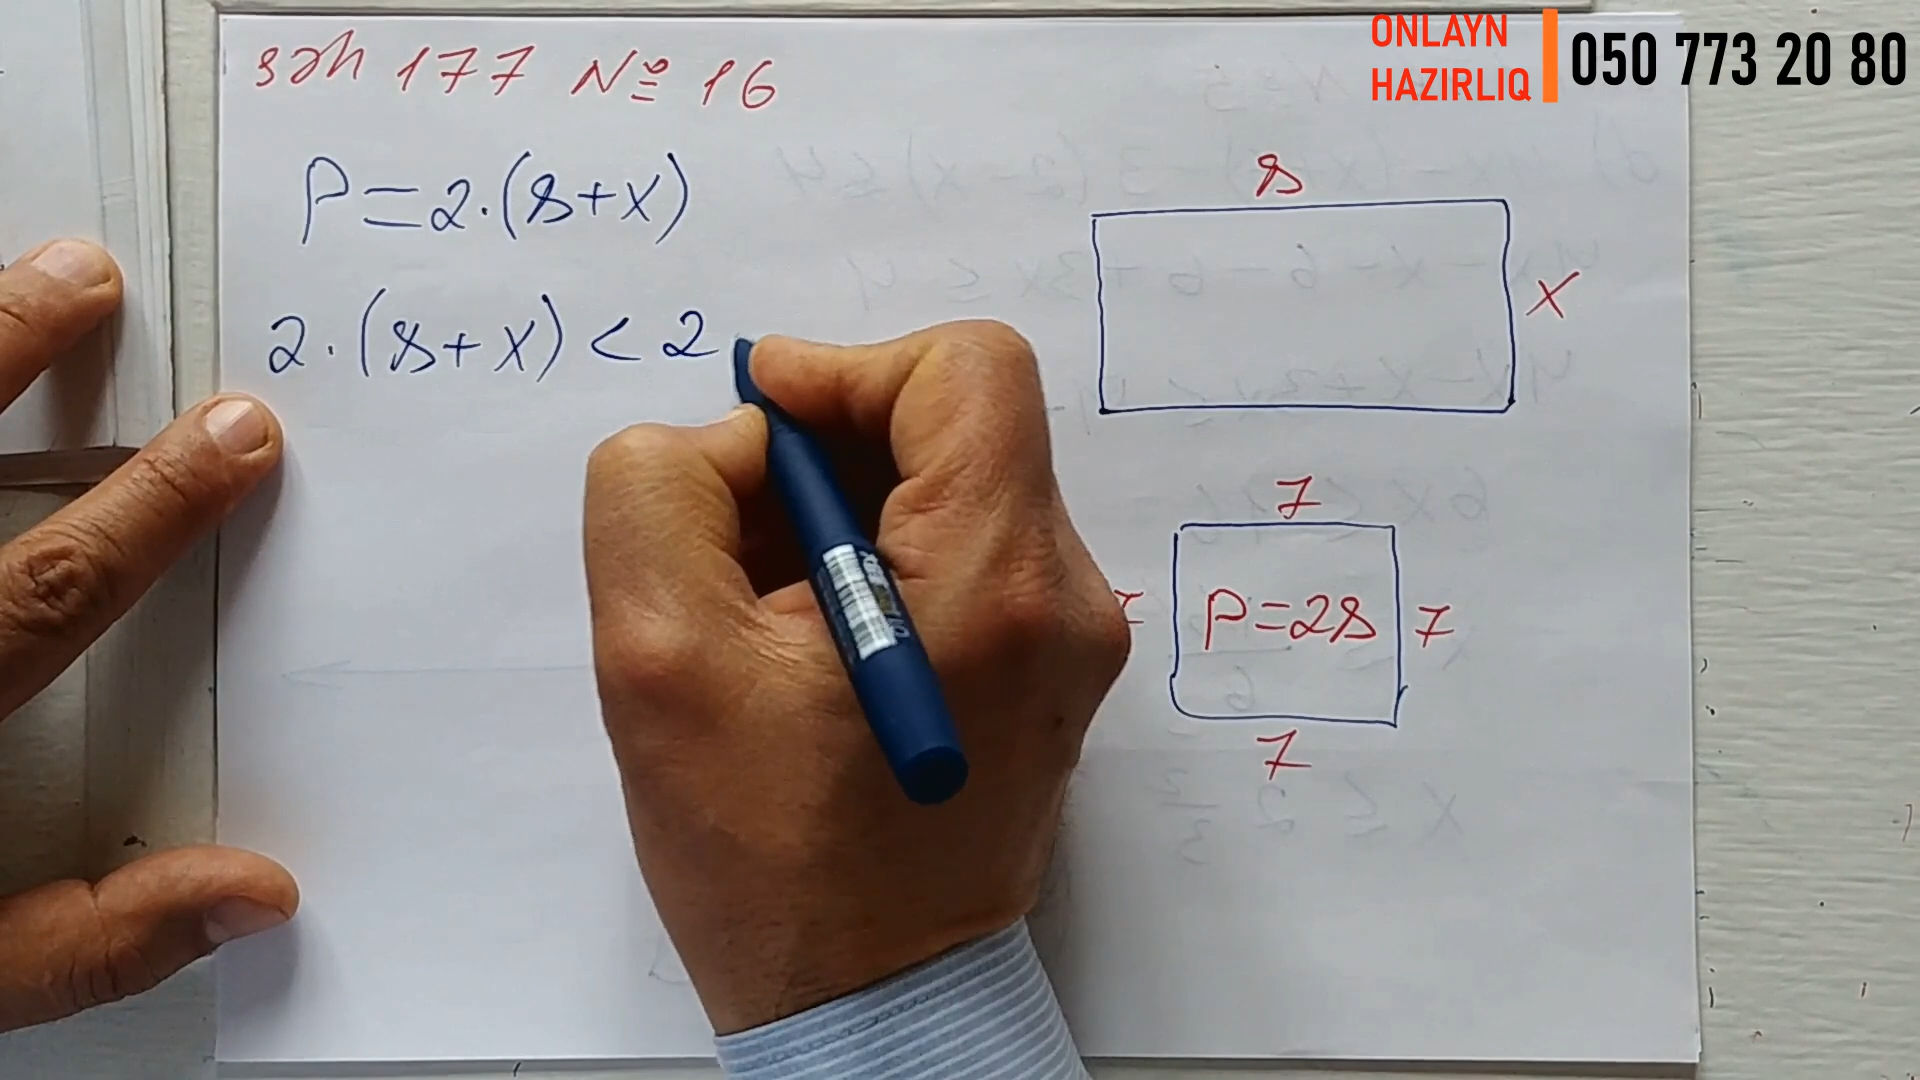 səh 177 № 16
P=2.(8+x)
2.(8+x)<2
8
x
7
7
P=28
7
7
ONLAYN
HAZIRLIQ
050 773 20 80